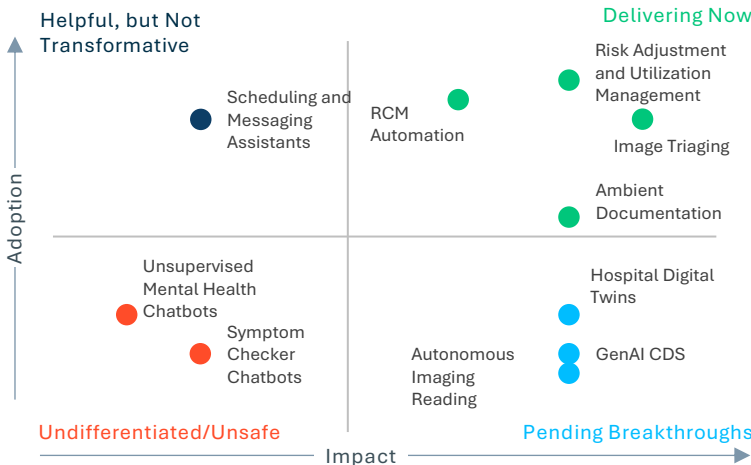 Helpful, but Not
Transformative
Delivering Now
Risk Adjustment
and Utilization
Management
Scheduling and
Messaging
Assistants
RCM
Automation
Image Triaging
Ambient
Documentation
Adoption
Unsupervised
Mental Health
Chatbots
Symptom
Checker
Chatbots
Hospital Digital
Twins
Autonomous
Imaging
Reading
GenAI CDS
Undifferentiated/Unsafe
Pending Breakthroughs
Impact